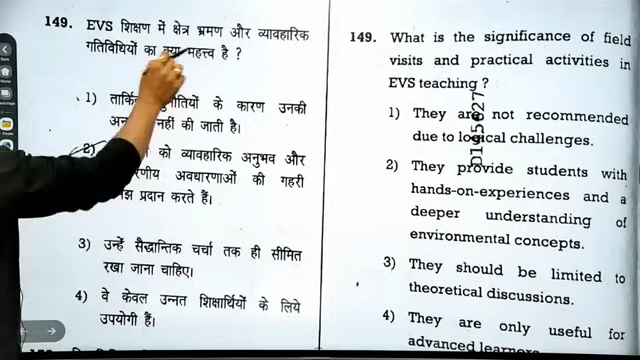 149. EVS शिक्षण में क्षेत्र भ्रमण और व्यावहारिक
गतिविधियों का क्या महत्त्व है ?
1) के कारण उनकी
नहीं की जाती है।
2) को व्यावहारिक अनुभव और
अवधारणाओं की गहरी
प्रदान करते हैं।
3) उन्हें सैद्धान्तिक चर्चा तक ही सीमित
रखा जाना चाहिए।
4) वे केवल उन्नत शिक्षार्थियों के लिये
उपयोगी हैं।
149. What is the significance of field
visits and practical activities in
EVS teaching ?
1) They are not recommended
due to logical challenges.
2) They provide students with
hands-on-experiences and a
deeper understanding of
environmental concepts.
3) They should be limited to
theoretical discussions.
4) They are only useful for
advanced learners